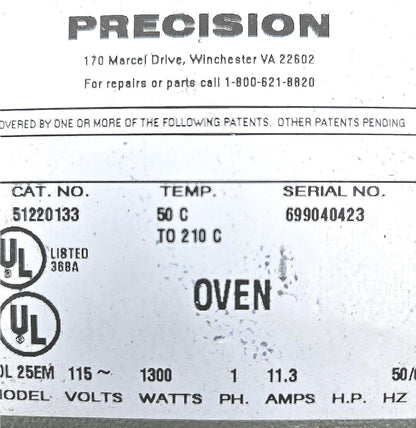 PRECISION
170 Marcel Drive, Winchester VA 22602
For repairs or parts call 1-800-621-8820
OVERED BY ONE OR MORE OF THE FOLLOWING PATENTS. OTHER PATENTS PENDING
CAT. NO. TEMP. SERIAL NO.
51220133 50 C 699040423
TO 210 C
UL LISTED
368A
OVEN
UL
OL 25EM 115 ~ 1300 1 11.3 50/
MODEL VOLTS WATTS PH. AMPS H.P. HZ